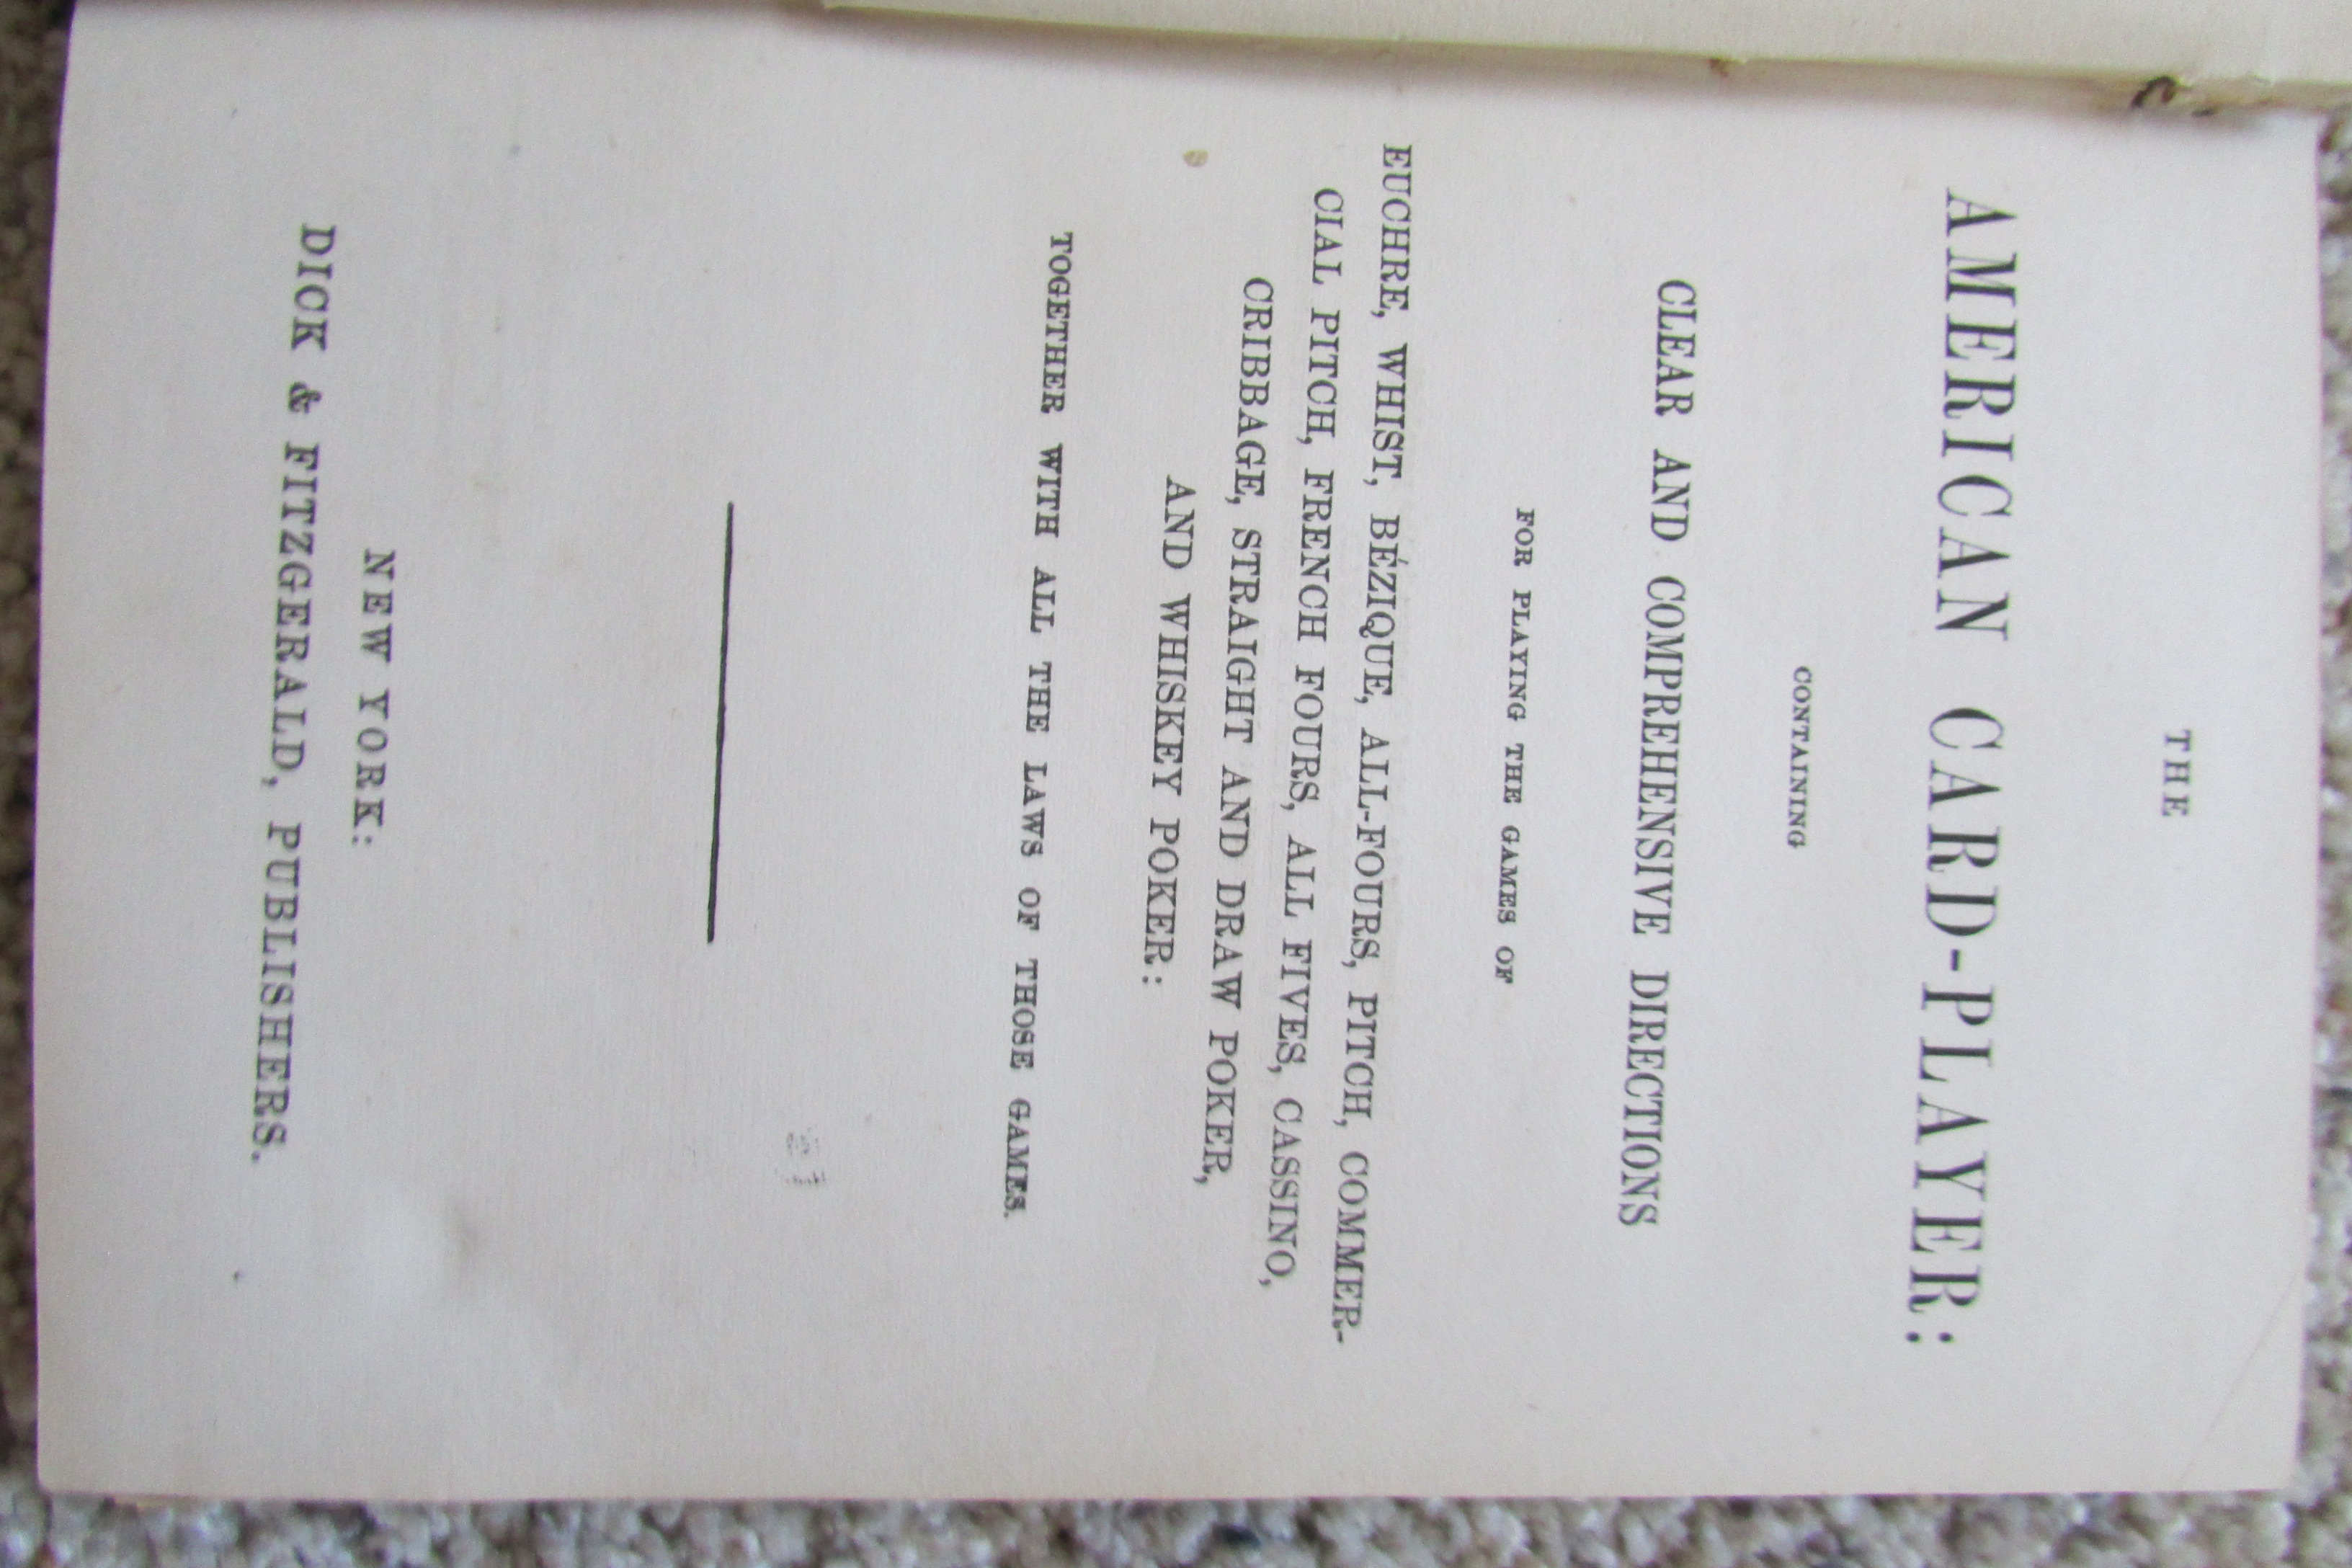 THE
AMERICAN CARD-PLAYER:
CONTAINING
CLEAR AND COMPREHENSIVE DIRECTIONS
FOR PLAYING THE GAMES OF
EUCHRE, WHIST, BÉZIQUE, ALL-FOURS, PITCH, COMMER-
CIAL PITCH, FRENCH FOURS, ALL FIVES, CASSINO,
CRIBBAGE, STRAIGHT AND DRAW POKER,
AND WHISKEY POKER:
TOGETHER WITH ALL THE LAWS OF THOSE GAMES.
NEW YORK:
DICK & FITZGERALD, PUBLISHERS.